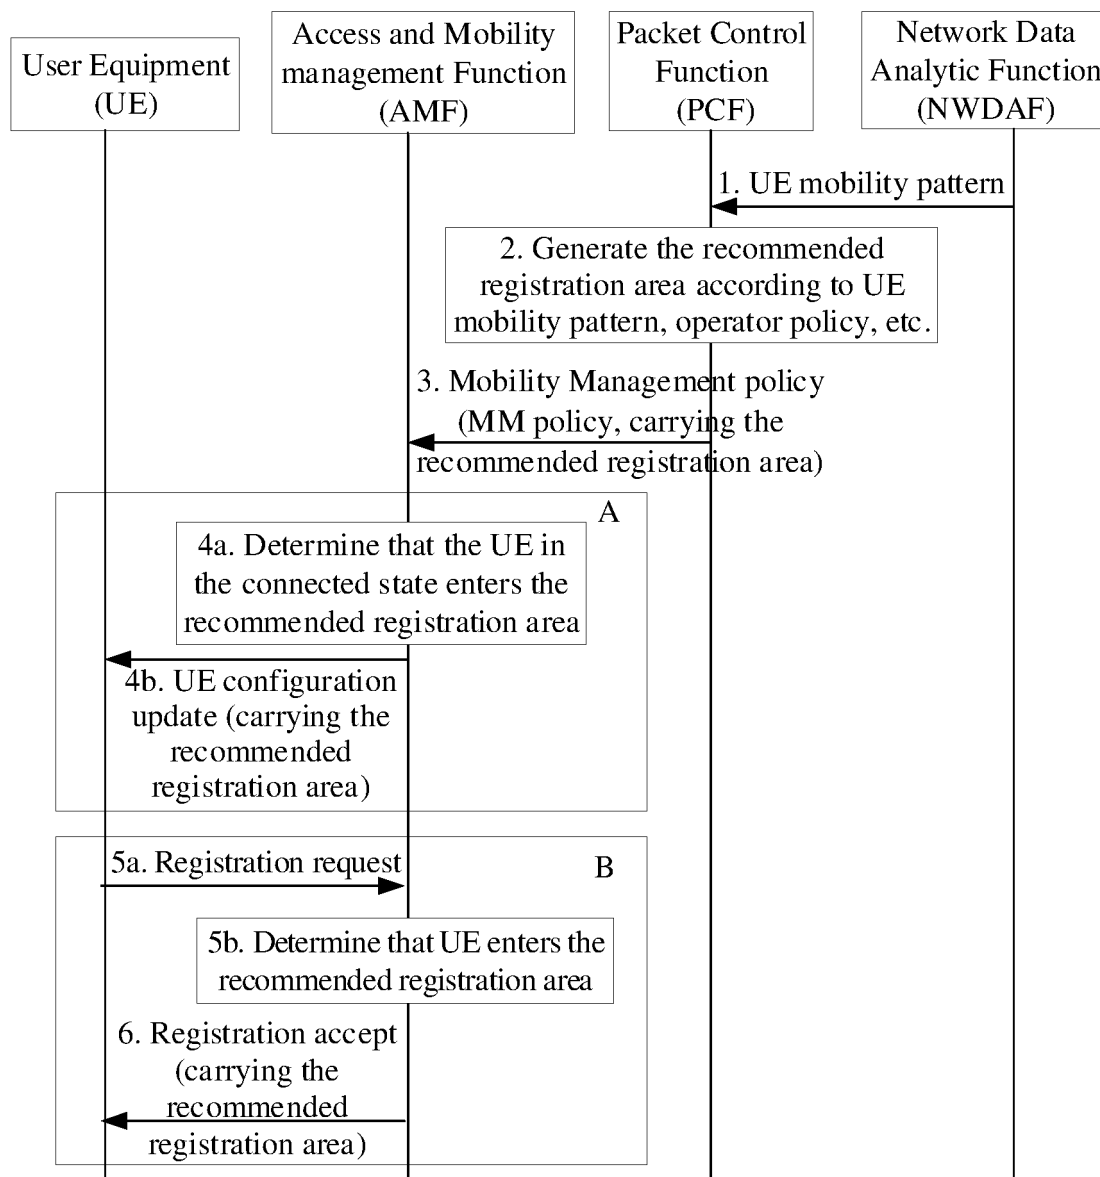 User Equipment
(UE)
Access and Mobility
management Function
(AMF)
Packet Control
Function
(PCF)
Network Data
Analytic Function
(NWDAF)
1. UE mobility pattern
2. Generate the recommended
registration area according to UE
mobility pattern, operator policy, etc.
3. Mobility Management policy
(MM policy, carrying the
recommended registration area)
A
4a. Determine that the UE in
the connected state enters the
recommended registration area
4b. UE configuration
update (carrying the
recommended
registration area)
5a. Registration request
B
5b. Determine that UE enters the
recommended registration area
6. Registration accept
(carrying the
recommended
registration area)